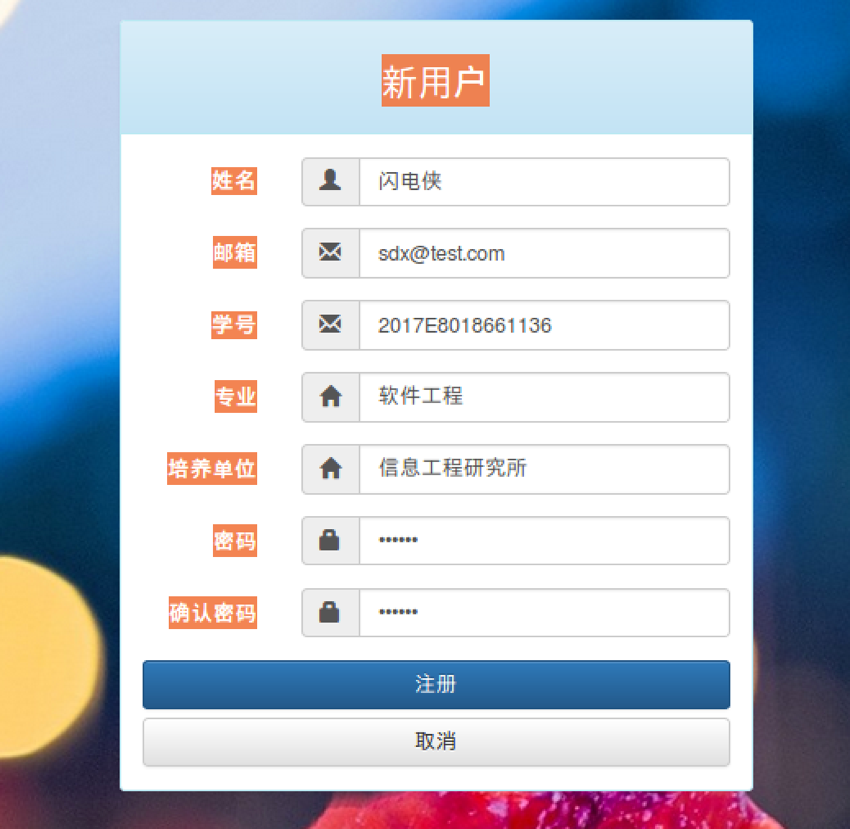 新用户
姓名 闪电侠
邮箱 sdx@test.com
学号 2017E8018661136
专业 软件工程
培养单位 信息工程研究所
密码 ••••••
确认密码 ••••••
注册
取消